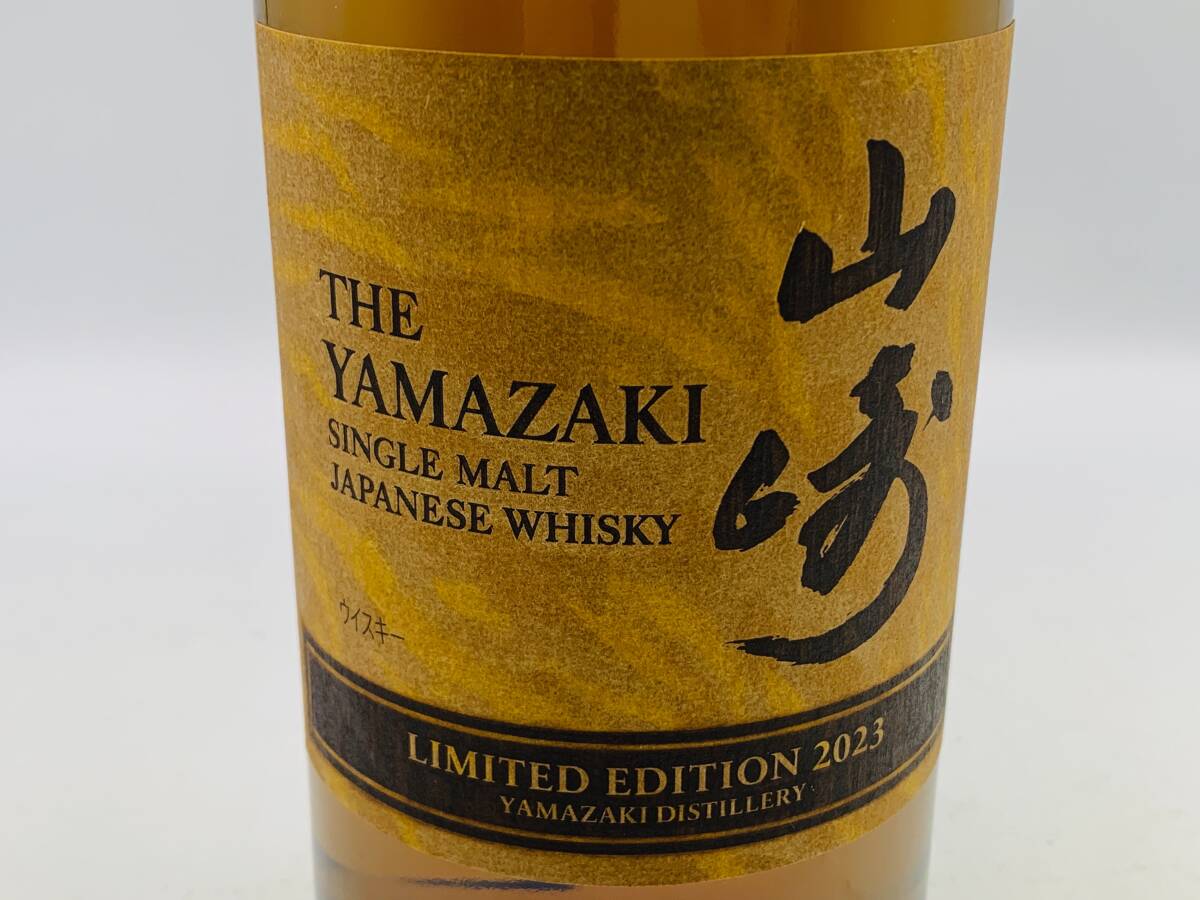 THE
YAMAZAKI
SINGLE MALT
JAPANESE WHISKY
山崎
ウイスキー
LIMITED EDITION 2023
YAMAZAKI DISTILLERY